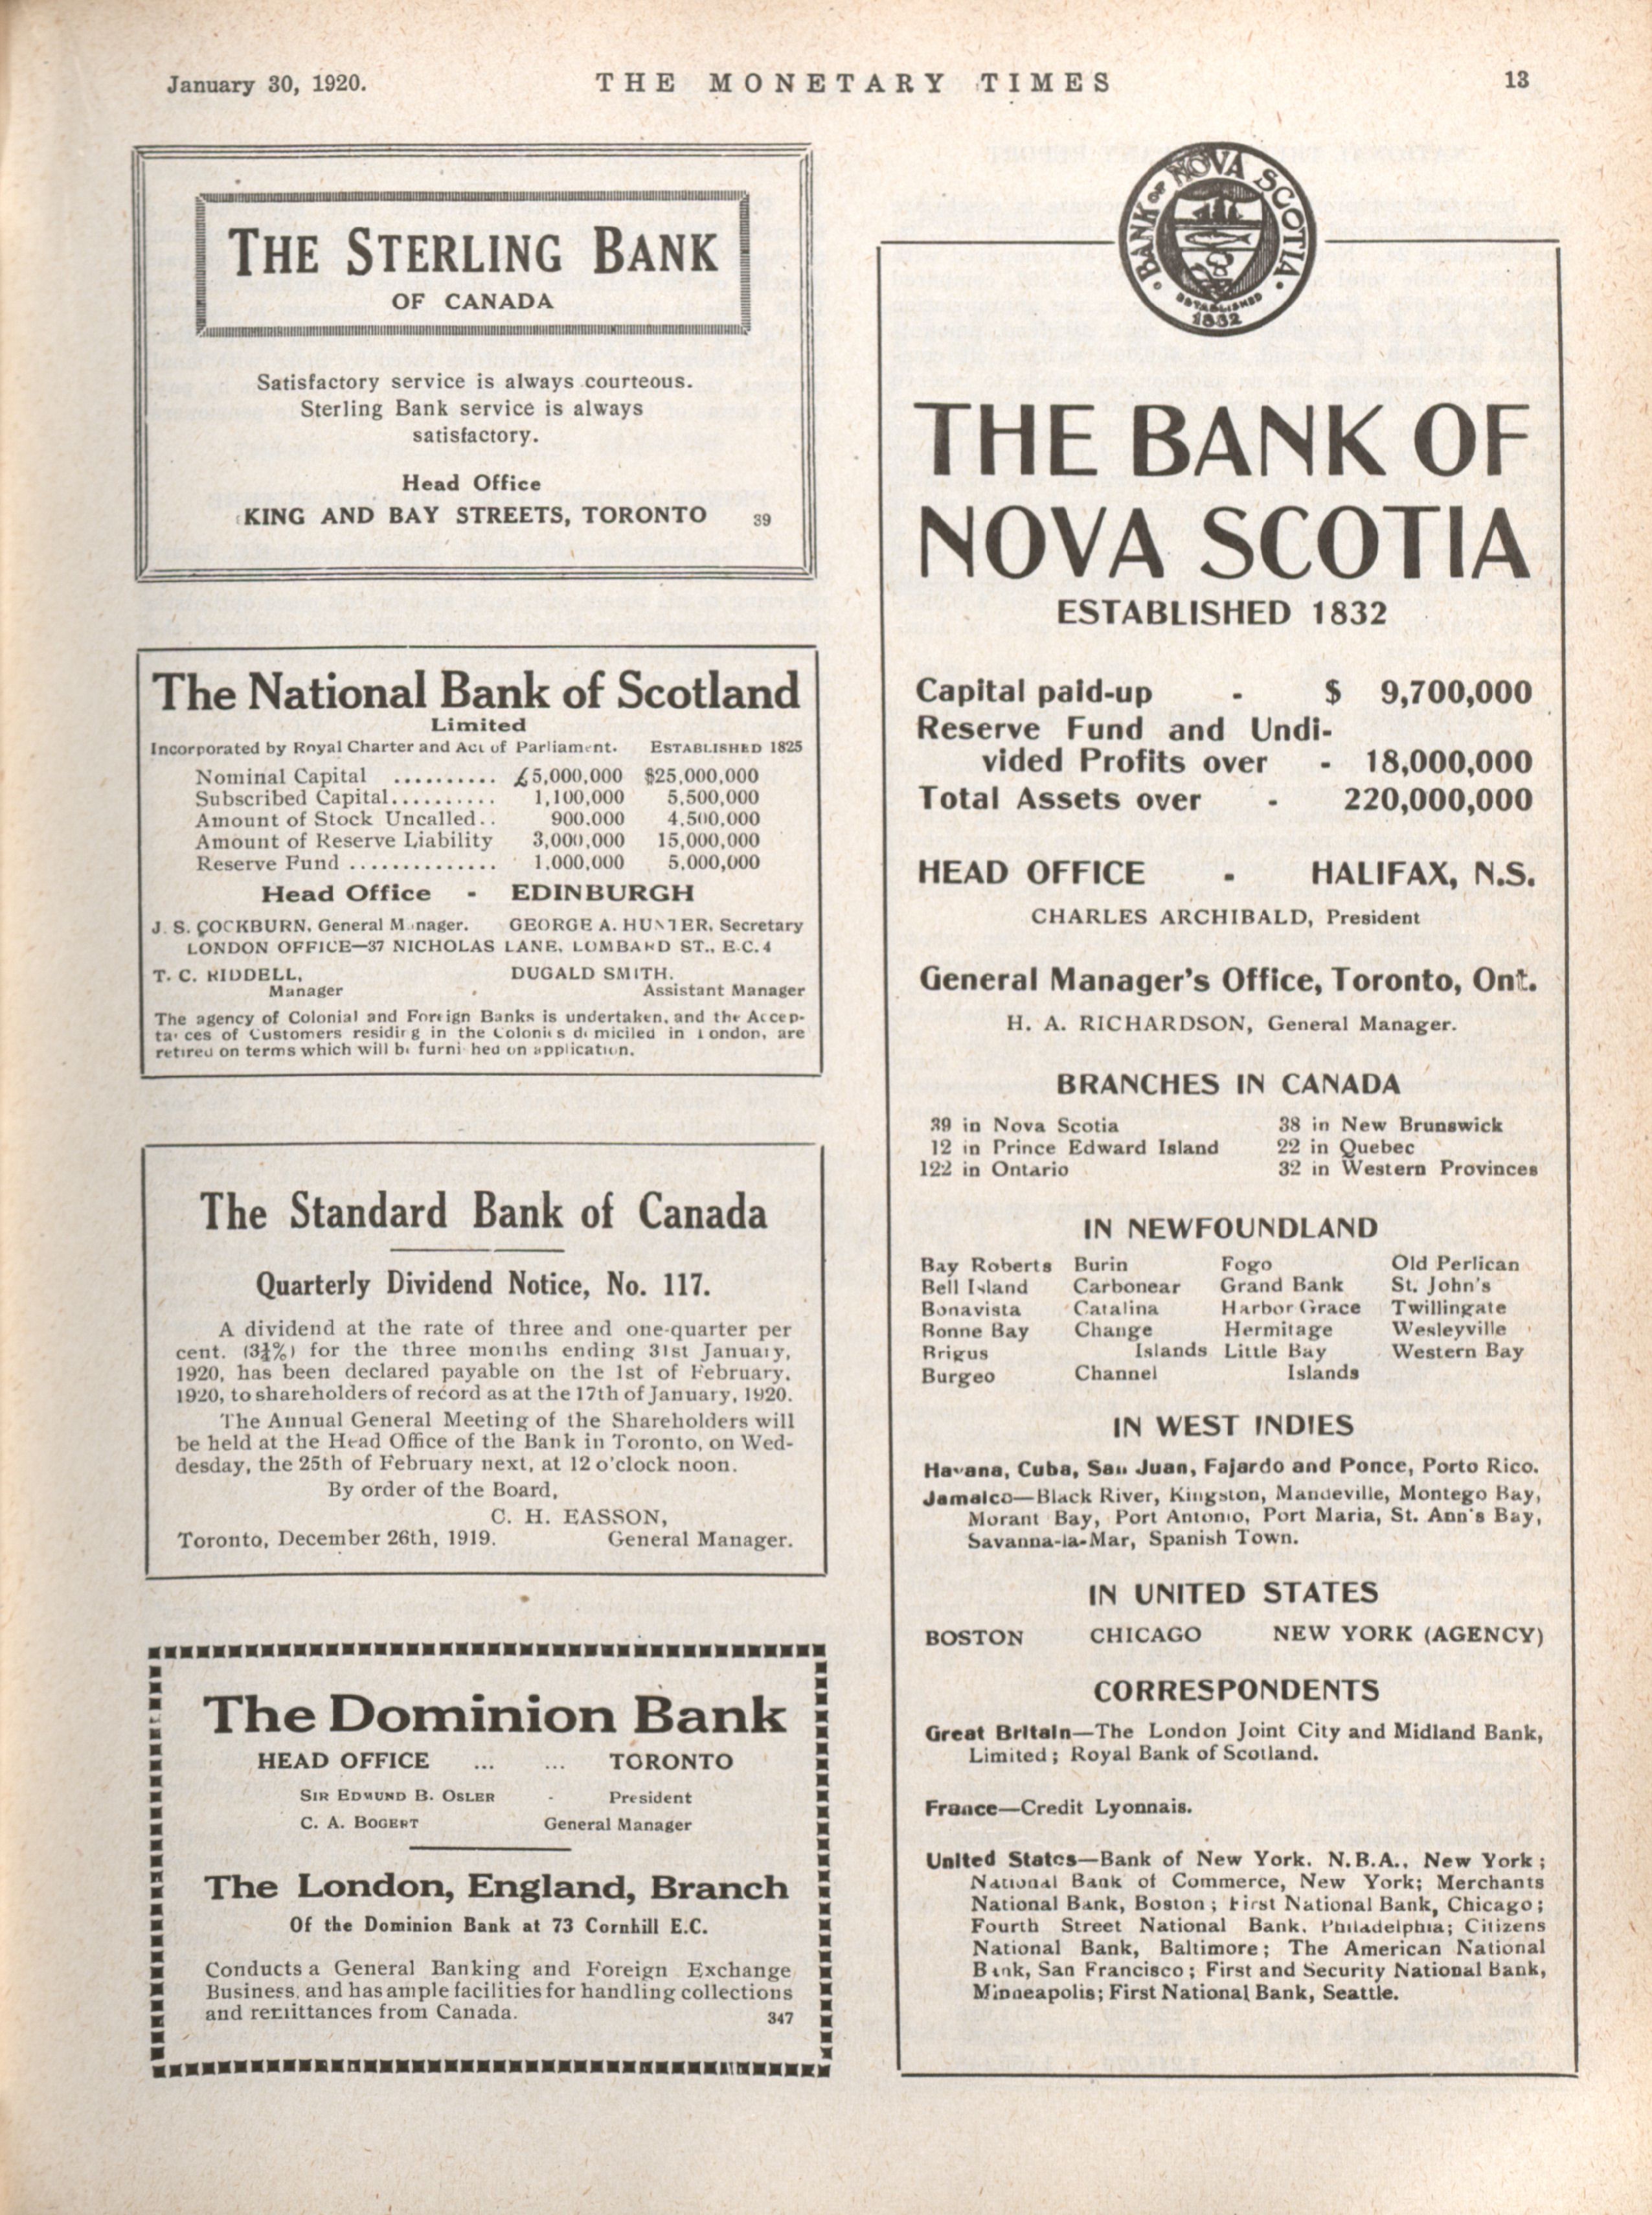 January 30, 1920.
THE MONETARY TIMES
13
THE STERLING BANK
OF CANADA
Satisfactory service is always courteous.
Sterling Bank service is always
satisfactory.
Head Office
KING AND BAY STREETS, TORONTO 39
The National Bank of Scotland
Limited
Incorporated by Royal Charter and Act of Parliament. ESTABLISHED 1825
Nominal Capital .......... £5,000,000 $25,000,000
Subscribed Capital.......... 1,100,000 5,500,000
Amount of Stock Uncalled.. 900,000 4,500,000
Amount of Reserve Liability 3,000,000 15,000,000
Reserve Fund .............. 1,000,000 5,000,000
Head Office - EDINBURGH
J. S. COCKBURN, General Manager. GEORGE A. HUNTER, Secretary
LONDON OFFICE—37 NICHOLAS LANE, LOMBARD ST., E.C. 4
T. C. RIDDELL, DUGALD SMITH,
Manager Assistant Manager
The agency of Colonial and Foreign Banks is undertaken, and the Accep-
tances of Customers residing in the Colonies domiciled in London, are
retired on terms which will be furnished on application.
The Standard Bank of Canada
Quarterly Dividend Notice, No. 117.
A dividend at the rate of three and one-quarter per
cent. (3¼%) for the three months ending 31st January,
1920, has been declared payable on the 1st of February,
1920, to shareholders of record as at the 17th of January, 1920.
The Annual General Meeting of the Shareholders will
be held at the Head Office of the Bank in Toronto, on Wed-
desday, the 25th of February next, at 12 o'clock noon.
By order of the Board,
C. H. EASSON,
Toronto, December 26th, 1919. General Manager.
The Dominion Bank
HEAD OFFICE ... ... TORONTO
SIR EDMUND B. OSLER - President
C. A. BOGERT General Manager
The London, England, Branch
Of the Dominion Bank at 73 Cornhill E.C.
Conducts a General Banking and Foreign Exchange
Business, and has ample facilities for handling collections
and remittances from Canada. 347
BANK OF NOVA SCOTIA
ESTABLISHED
1832
THE BANK OF
NOVA SCOTIA
ESTABLISHED 1832
Capital paid-up - $ 9,700,000
Reserve Fund and Undi-
vided Profits over - 18,000,000
Total Assets over - 220,000,000
HEAD OFFICE - HALIFAX, N.S.
CHARLES ARCHIBALD, President
General Manager's Office, Toronto, Ont.
H. A. RICHARDSON, General Manager.
BRANCHES IN CANADA
39 in Nova Scotia 38 in New Brunswick
12 in Prince Edward Island 22 in Quebec
122 in Ontario 32 in Western Provinces
IN NEWFOUNDLAND
Bay Roberts Burin Fogo Old Perlican
Bell Island Carbonear Grand Bank St. John's
Bonavista Catalina Harbor Grace Twillingate
Bonne Bay Change Hermitage Wesleyville
Brigus Islands Little Bay Western Bay
Burgeo Channel Islands
IN WEST INDIES
Havana, Cuba, San Juan, Fajardo and Ponce, Porto Rico.
Jamaica—Black River, Kingston, Mandeville, Montego Bay,
Morant Bay, Port Antonio, Port Maria, St. Ann's Bay,
Savanna-la-Mar, Spanish Town.
IN UNITED STATES
BOSTON CHICAGO NEW YORK (AGENCY)
CORRESPONDENTS
Great Britain—The London Joint City and Midland Bank,
Limited; Royal Bank of Scotland.
France—Credit Lyonnais.
United States—Bank of New York, N.B.A., New York;
National Bank of Commerce, New York; Merchants
National Bank, Boston; First National Bank, Chicago;
Fourth Street National Bank, Philadelphia; Citizens
National Bank, Baltimore; The American National
Bank, San Francisco; First and Security National Bank,
Minneapolis; First National Bank, Seattle.